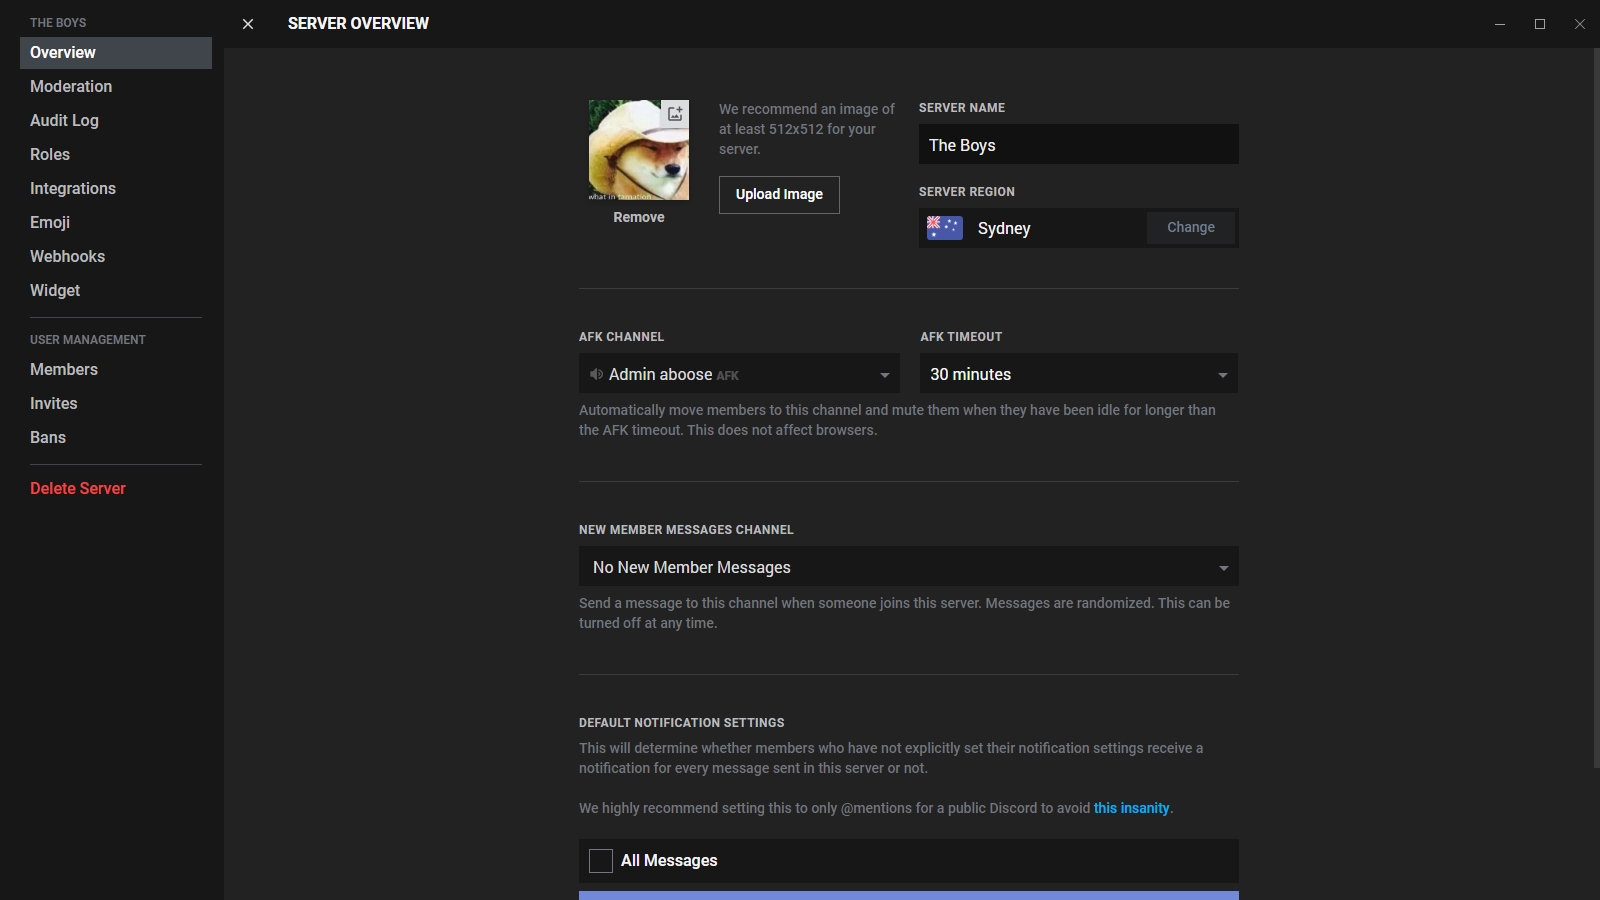 THE BOYS
Overview
Moderation
Audit Log
Roles
Integrations
Emoji
Webhooks
Widget
USER MANAGEMENT
Members
Invites
Bans
Delete Server
SERVER OVERVIEW
what in tamation
Remove
We recommend an image of
at least 512x512 for your
server.
Upload Image
SERVER NAME
The Boys
SERVER REGION
Sydney
Change
AFK CHANNEL
Admin aboose AFK
AFK TIMEOUT
30 minutes
Automatically move members to this channel and mute them when they have been idle for longer than
the AFK timeout. This does not affect browsers.
NEW MEMBER MESSAGES CHANNEL
No New Member Messages
Send a message to this channel when someone joins this server. Messages are randomized. This can be
turned off at any time.
DEFAULT NOTIFICATION SETTINGS
This will determine whether members who have not explicitly set their notification settings receive a
notification for every message sent in this server or not.
We highly recommend setting this to only @mentions for a public Discord to avoid this insanity.
All Messages